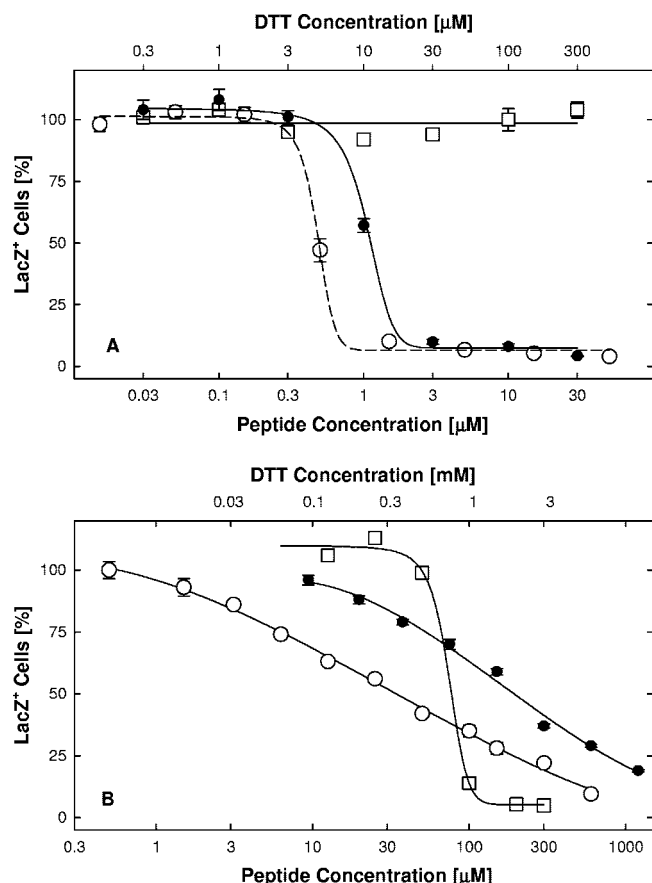 DTT Concentration [μM]
0.3 1 3 10 30 100 300
LacZ⁺ Cells [%]
100
75
50
25
0
A
0.03 0.1 0.3 1 3 10 30
Peptide Concentration [μM]
DTT Concentration [mM]
0.03 0.1 0.3 1 3
LacZ⁺ Cells [%]
100
75
50
25
0
B
0.3 1 3 10 30 100 300 1000
Peptide Concentration [μM]